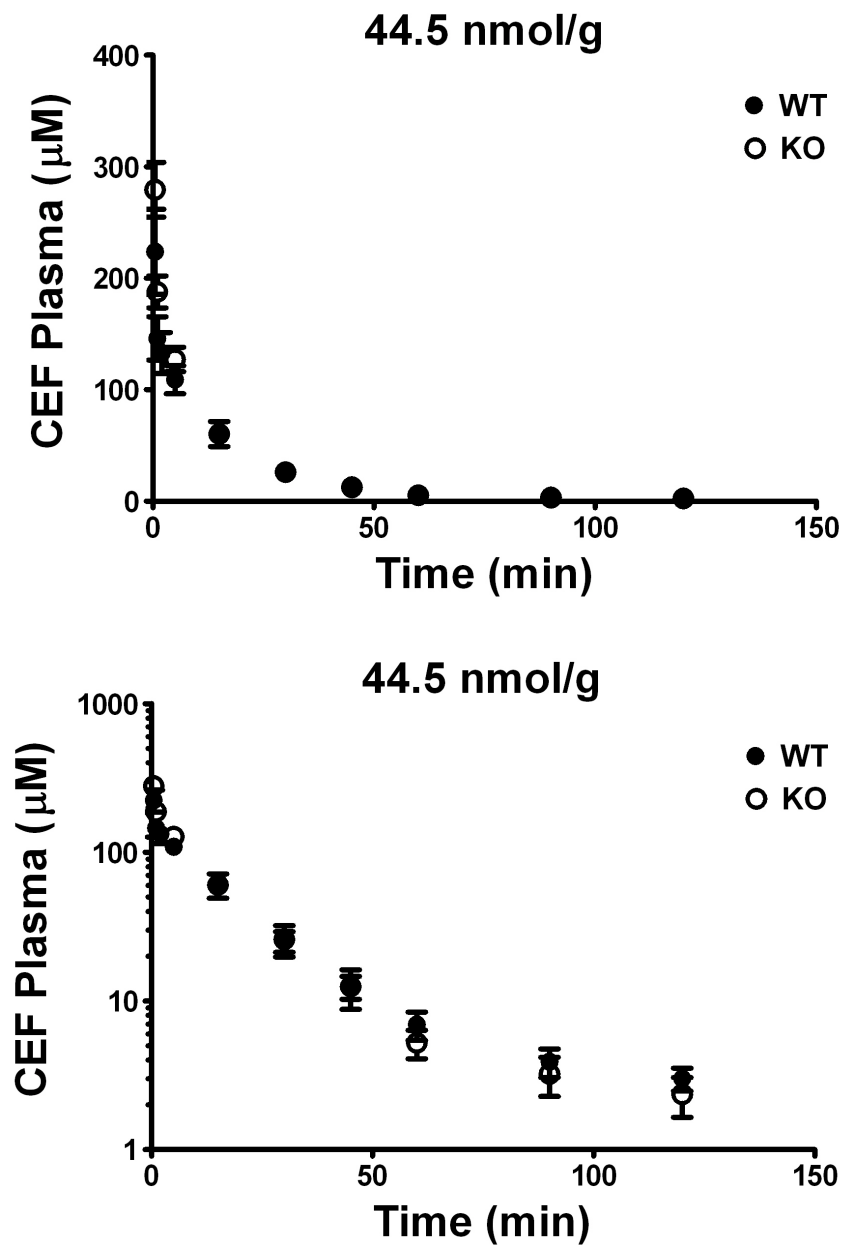 44.5 nmol/g
400
300
200
100
0
CEF Plasma (μM)
WT
KO
0 50 100 150
Time (min)
44.5 nmol/g
1000
100
10
1
CEF Plasma (μM)
WT
KO
0 50 100 150
Time (min)